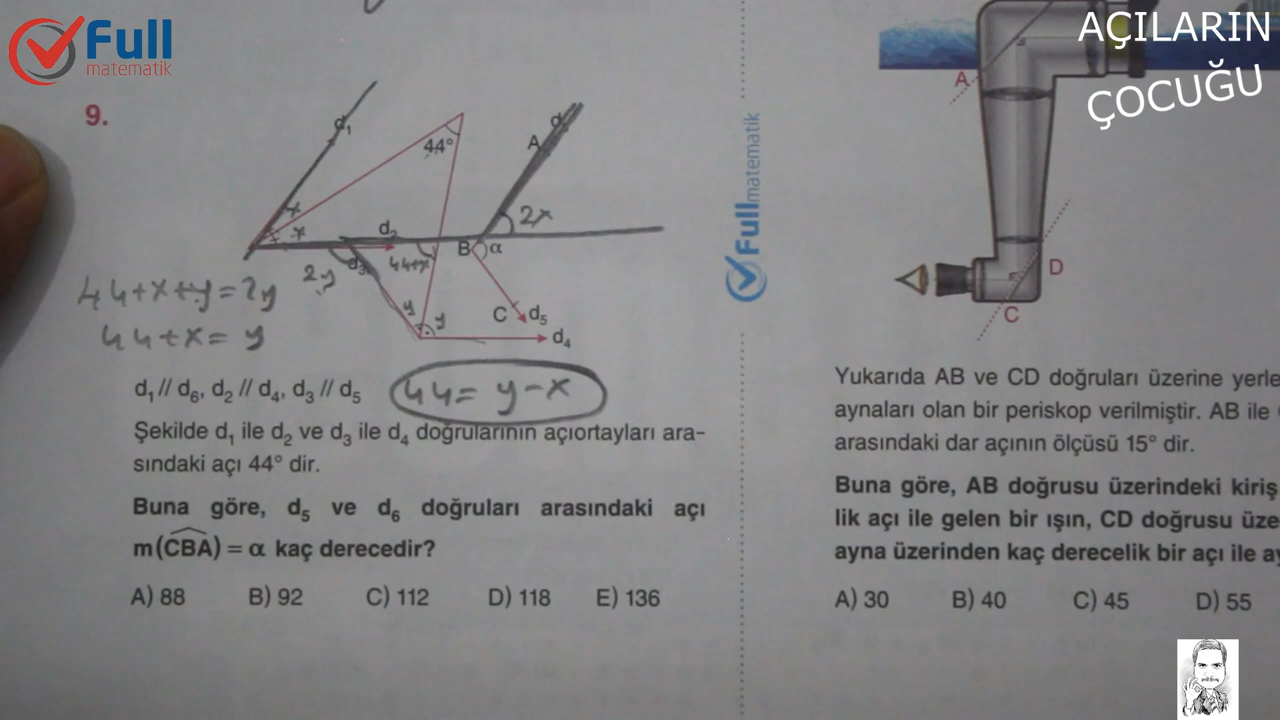 Full
matematik
AÇILARIN
ÇOCUĞU
9.
d₁
44°
A
x
x
2x
d₂
B
α
d₃
44+x
2y
y
y
C
d₅
d₄
44+x+y=2y
44+x= y
44= y-x
d₁ // d₆, d₂ // d₄, d₃ // d₅
Şekilde d₁ ile d₂ ve d₃ ile d₄ doğrularının açıortayları ara-
sındaki açı 44° dir.
Buna göre, d₅ ve d₆ doğruları arasındaki açı
m(CBA) = α kaç derecedir?
A) 88 B) 92 C) 112 D) 118 E) 136
Full matematik
A
D
C
Yukarıda AB ve CD doğruları üzerine yerle
aynaları olan bir periskop verilmiştir. AB ile
arasındaki dar açının ölçüsü 15° dir.
Buna göre, AB doğrusu üzerindeki kiriş
lik açı ile gelen bir ışın, CD doğrusu üze
ayna üzerinden kaç derecelik bir açı ile ay
A) 30 B) 40 C) 45 D) 55